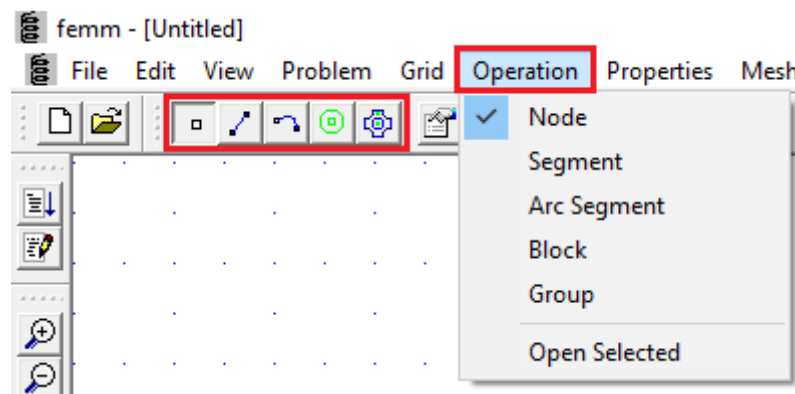 femm - [Untitled]
File Edit View Problem Grid Operation Properties Mesh
Node
Segment
Arc Segment
Block
Group
Open Selected